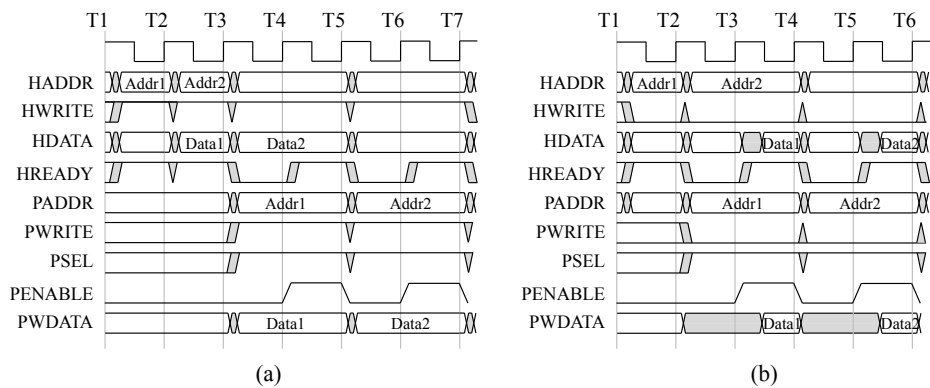 T1 T2 T3 T4 T5 T6 T7
HADDR Addr1 Addr2
HWRITE
HDATA Data1 Data2
HREADY
PADDR Addr1 Addr2
PWRITE
PSEL
PENABLE
PWDATA Data1 Data2
(a)
T1 T2 T3 T4 T5 T6
HADDR Addr1 Addr2
HWRITE
HDATA Data1 Data2
HREADY
PADDR Addr1 Addr2
PWRITE
PSEL
PENABLE
PWDATA Data1 Data2
(b)